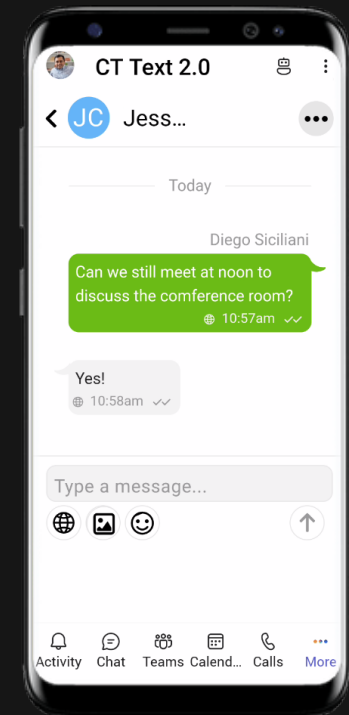 CT Text 2.0
JC Jess...
Today
Diego Siciliani
Can we still meet at noon to
discuss the comference room?
10:57am
Yes!
10:58am
Type a message...
Activity Chat Teams Calend... Calls More